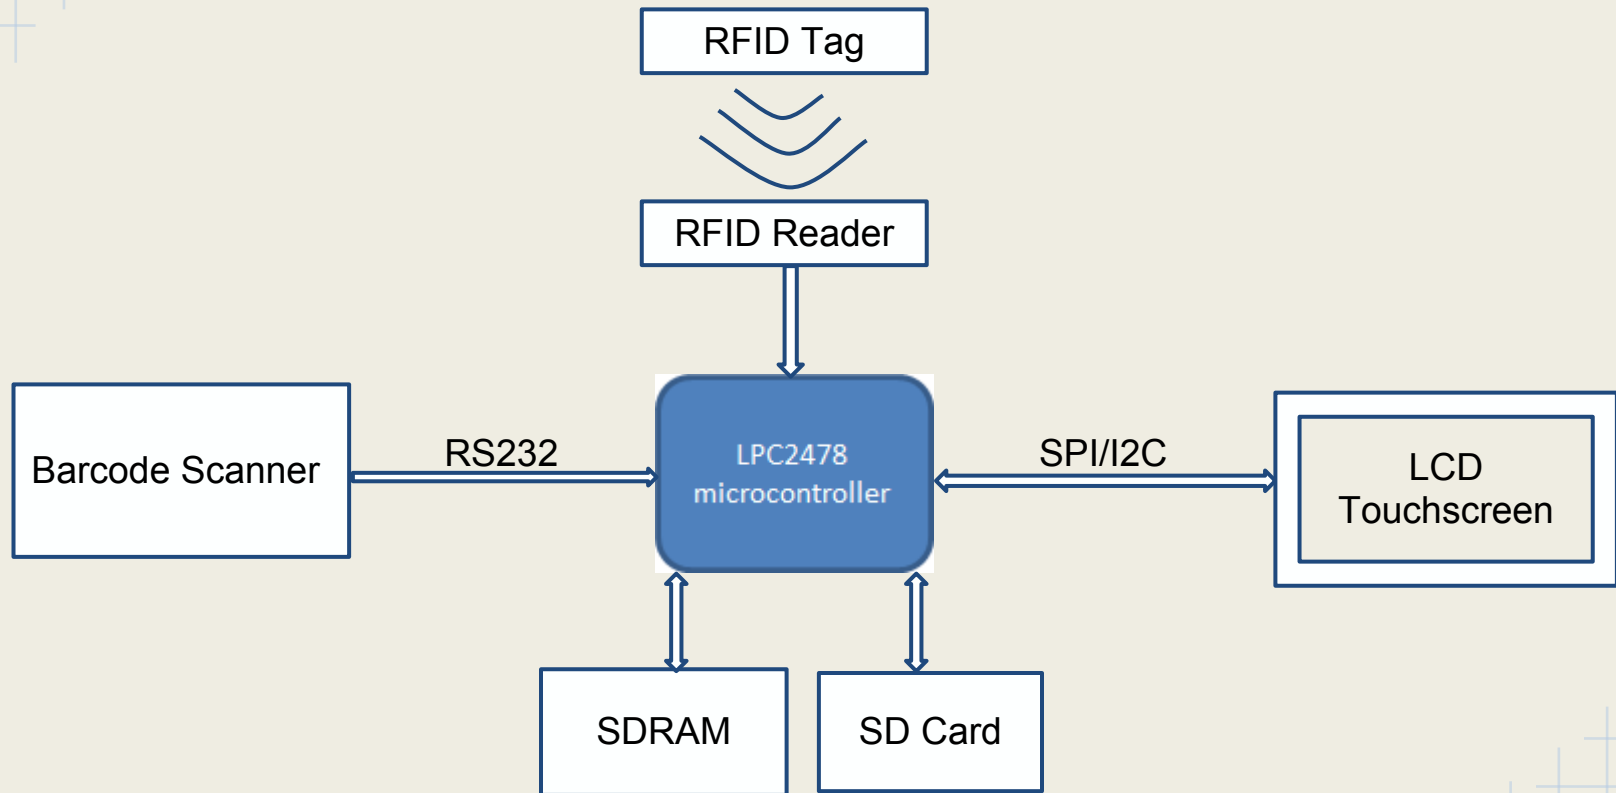 RFID Tag
RFID Reader
Barcode Scanner
RS232
LPC2478
microcontroller
SPI/I2C
LCD
Touchscreen
SDRAM
SD Card